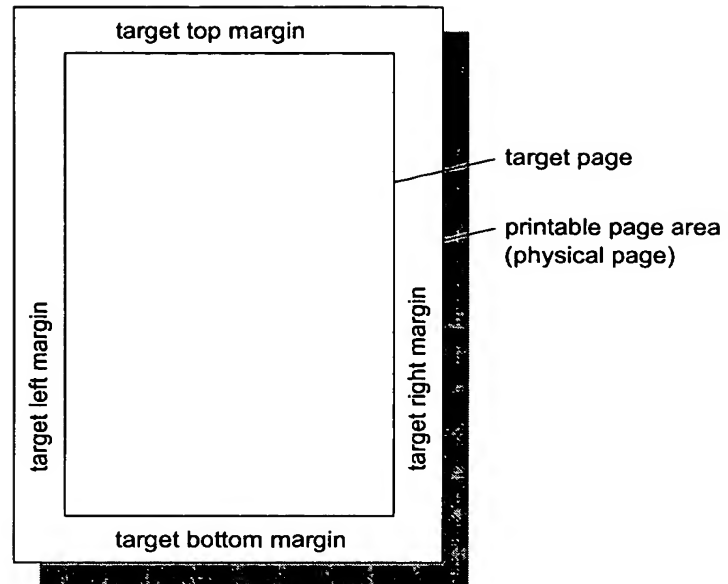 target top margin
target page
printable page area
(physical page)
target left margin
target right margin
target bottom margin